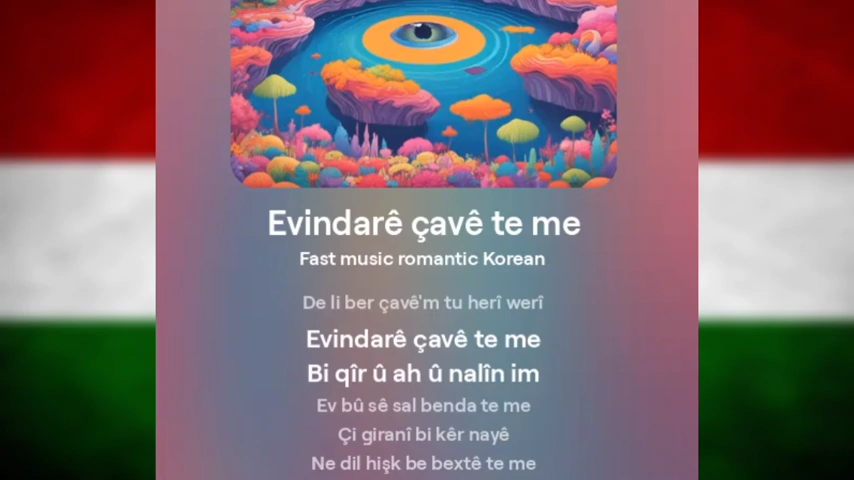 Evindarê çavê te me
Fast music romantic Korean
De li ber çavê'm tu herî werî
Evindarê çavê te me
Bi qîr û ah û nalîn im
Ev bû sê sal benda te me
Çi giranî bi kêr nayê
Ne dil hişk be bextê te me